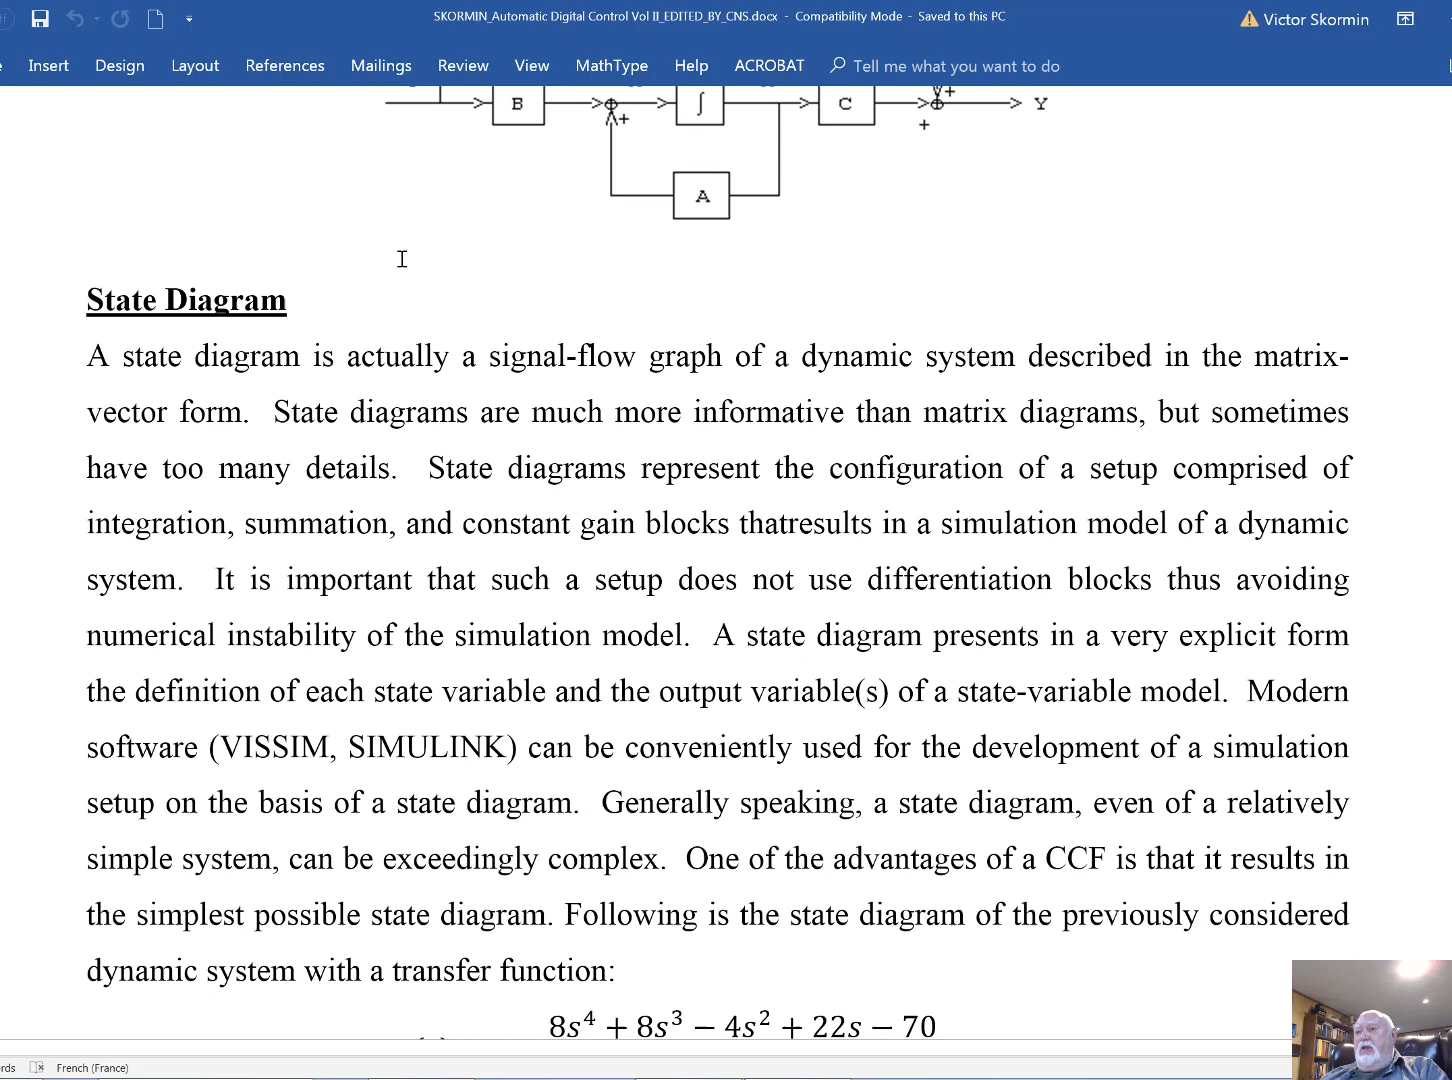 SKORMIN_Automatic Digital Control Vol II_EDITED_BY_CNS.docx - Compatibility Mode - Saved to this PC
Victor Skormin
Insert Design Layout References Mailings Review View MathType Help ACROBAT Tell me what you want to do
B ∫ C + Y
+ +
A
State Diagram
A state diagram is actually a signal-flow graph of a dynamic system described in the matrix-
vector form. State diagrams are much more informative than matrix diagrams, but sometimes
have too many details. State diagrams represent the configuration of a setup comprised of
integration, summation, and constant gain blocks thatresults in a simulation model of a dynamic
system. It is important that such a setup does not use differentiation blocks thus avoiding
numerical instability of the simulation model. A state diagram presents in a very explicit form
the definition of each state variable and the output variable(s) of a state-variable model. Modern
software (VISSIM, SIMULINK) can be conveniently used for the development of a simulation
setup on the basis of a state diagram. Generally speaking, a state diagram, even of a relatively
simple system, can be exceedingly complex. One of the advantages of a CCF is that it results in
the simplest possible state diagram. Following is the state diagram of the previously considered
dynamic system with a transfer function:
8s⁴ + 8s³ − 4s² + 22s − 70
French (France)